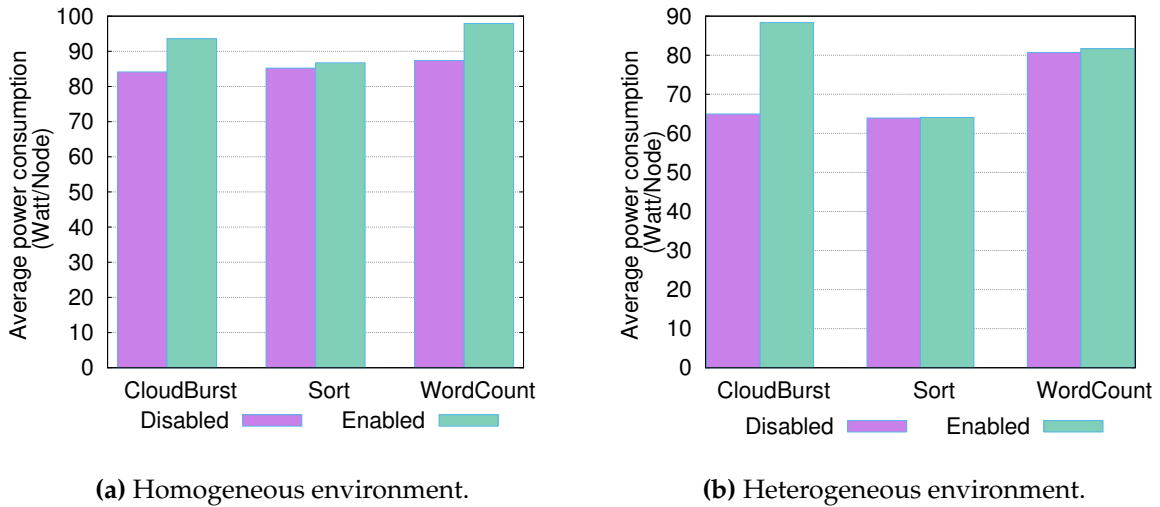 Average power consumption
(Watt/Node)
100
90
80
70
60
50
40
30
20
10
0
CloudBurst Sort WordCount
Disabled Enabled
(a) Homogeneous environment.
Average power consumption
(Watt/Node)
90
80
70
60
50
40
30
20
10
0
CloudBurst Sort WordCount
Disabled Enabled
(b) Heterogeneous environment.